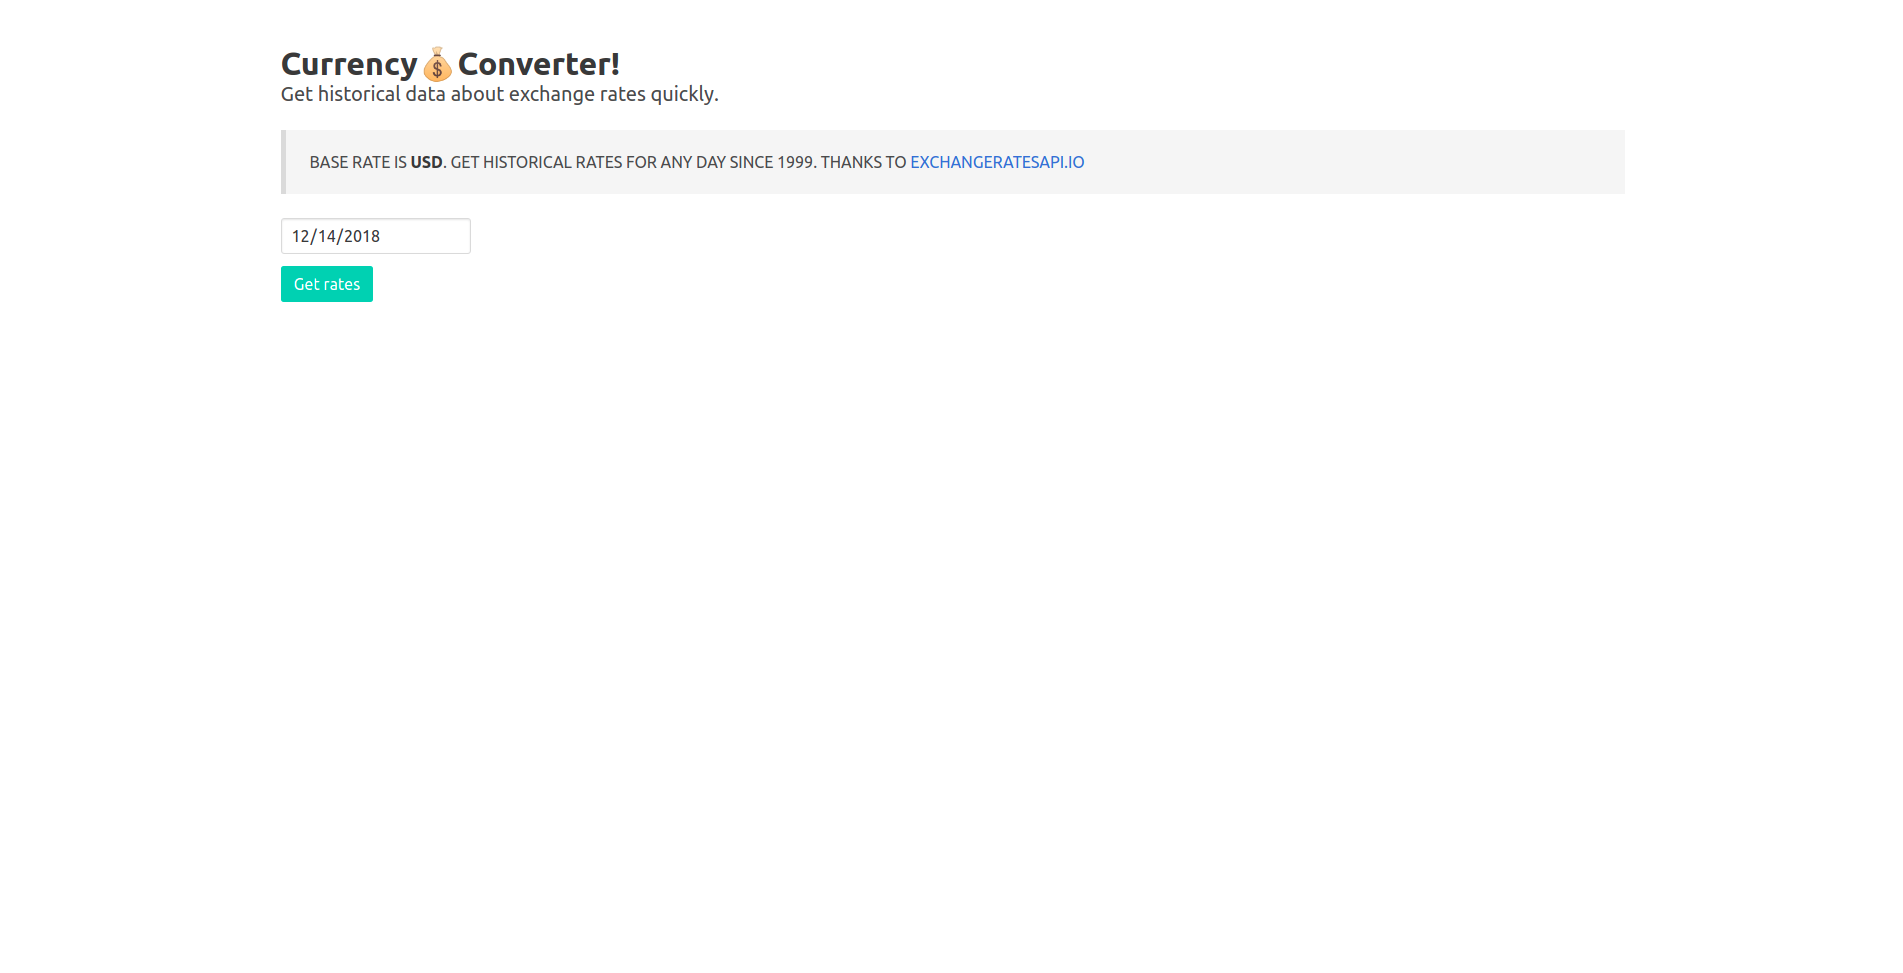 Currency💰Converter!
Get historical data about exchange rates quickly.
BASE RATE IS USD. GET HISTORICAL RATES FOR ANY DAY SINCE 1999. THANKS TO EXCHANGERATESAPI.IO
12/14/2018
Get rates